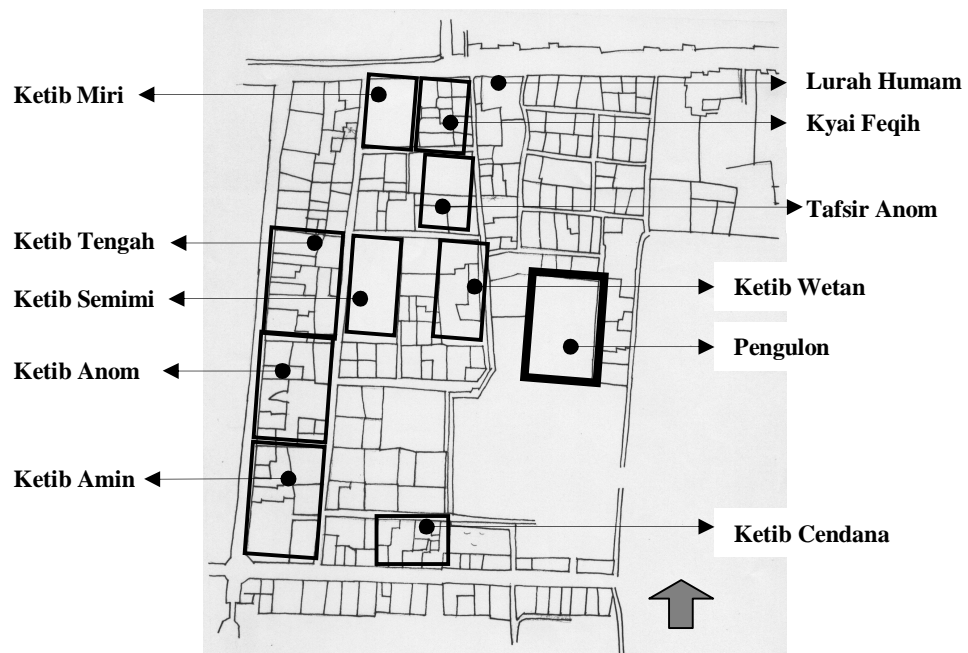 Ketib Miri
Ketib Tengah
Ketib Semimi
Ketib Anom
Ketib Amin
Lurah Humam
Kyai Feqih
Tafsir Anom
Ketib Wetan
Pengulon
Ketib Cendana